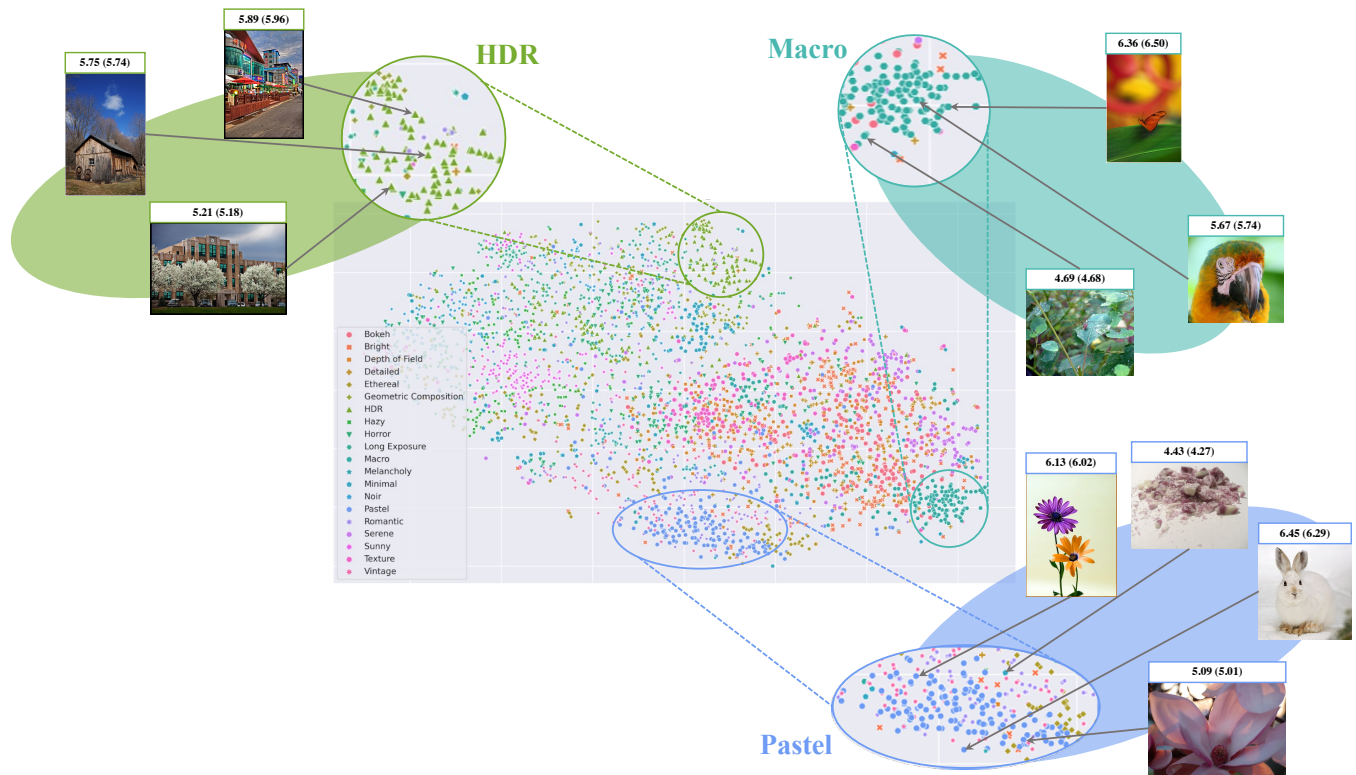 5.89 (5.96)
HDR
Macro
6.36 (6.50)
5.75 (5.74)
5.21 (5.18)
5.67 (5.74)
4.69 (4.68)
Bokeh
Bright
Depth of Field
Detailed
Ethereal
Geometric Composition
HDR
Hazy
Horror
Long Exposure
Macro
Melancholy
Minimal
Noir
Pastel
Romantic
Serene
Sunny
Texture
Vintage
4.43 (4.27)
6.13 (6.02)
6.45 (6.29)
5.09 (5.01)
Pastel